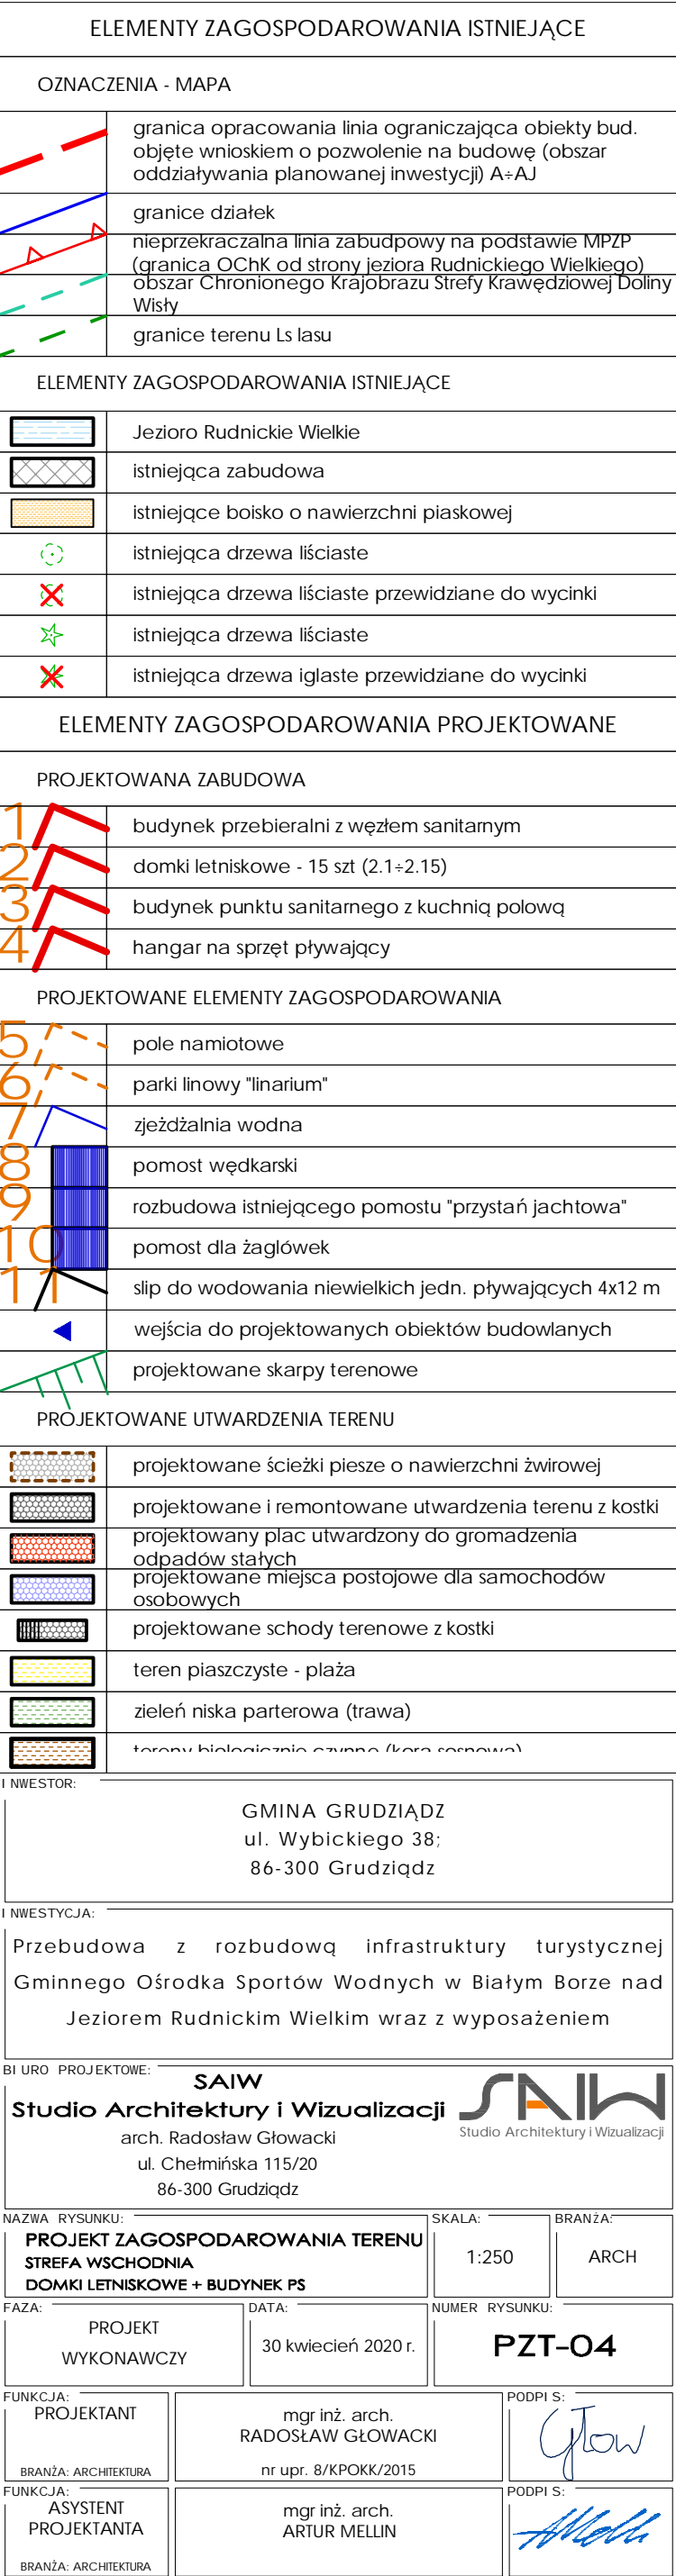 ELEMENTY ZAGOSPODAROWANIA ISTNIEJĄCE
OZNACZENIA - MAPA
granica opracowania linia ograniczająca obiekty bud.
objęte wnioskiem o pozwolenie na budowę (obszar
oddziaływania planowanej inwestycji) A÷AJ
granice działek
nieprzekraczalna linia zabudpowy na podstawie MPZP
(granica OChK od strony jeziora Rudnickiego Wielkiego)
obszar Chronionego Krajobrazu Strefy Krawędziowej Doliny
Wisły
granice terenu Ls lasu
ELEMENTY ZAGOSPODAROWANIA ISTNIEJĄCE
Jezioro Rudnickie Wielkie
istniejąca zabudowa
istniejące boisko o nawierzchni piaskowej
istniejąca drzewa liściaste
istniejąca drzewa liściaste przewidziane do wycinki
istniejąca drzewa liściaste
istniejąca drzewa iglaste przewidziane do wycinki
ELEMENTY ZAGOSPODAROWANIA PROJEKTOWANE
PROJEKTOWANA ZABUDOWA
1 budynek przebieralni z węzłem sanitarnym
2 domki letniskowe - 15 szt (2.1÷2.15)
3 budynek punktu sanitarnego z kuchnią polową
4 hangar na sprzęt pływający
PROJEKTOWANE ELEMENTY ZAGOSPODAROWANIA
5 pole namiotowe
6 parki linowy "linarium"
7 zjeżdżalnia wodna
8 pomost wędkarski
9 rozbudowa istniejącego pomostu "przystań jachtowa"
10 pomost dla żaglówek
11 slip do wodowania niewielkich jedn. pływających 4x12 m
wejścia do projektowanych obiektów budowlanych
projektowane skarpy terenowe
PROJEKTOWANE UTWARDZENIA TERENU
projektowane ścieżki piesze o nawierzchni żwirowej
projektowane i remontowane utwardzenia terenu z kostki
projektowany plac utwardzony do gromadzenia
odpadów stałych
projektowane miejsca postojowe dla samochodów
osobowych
projektowane schody terenowe z kostki
teren piaszczyste - plaża
zieleń niska parterowa (trawa)
tereny biologicznie czynne (kora sosnowa)
INWESTOR:
GMINA GRUDZIĄDZ
ul. Wybickiego 38;
86-300 Grudziądz
INWESTYCJA:
Przebudowa z rozbudową infrastruktury turystycznej
Gminnego Ośrodka Sportów Wodnych w Białym Borze nad
Jeziorem Rudnickim Wielkim wraz z wyposażeniem
BIURO PROJEKTOWE:
SAIW
Studio Architektury i Wizualizacji
arch. Radosław Głowacki
ul. Chełmińska 115/20
86-300 Grudziądz
SAIW
Studio Architektury i Wizualizacji
NAZWA RYSUNKU:
PROJEKT ZAGOSPODAROWANIA TERENU
STREFA WSCHODNIA
DOMKI LETNISKOWE + BUDYNEK PS
SKALA:
1:250
BRANŻA:
ARCH
FAZA:
PROJEKT
WYKONAWCZY
DATA:
30 kwiecień 2020 r.
NUMER RYSUNKU:
PZT-04
FUNKCJA:
PROJEKTANT
BRANŻA: ARCHITEKTURA
mgr inż. arch.
RADOSŁAW GŁOWACKI
nr upr. 8/KPOKK/2015
PODPIS:
Głow
FUNKCJA:
ASYSTENT
PROJEKTANTA
BRANŻA: ARCHITEKTURA
mgr inż. arch.
ARTUR MELLIN
PODPIS: